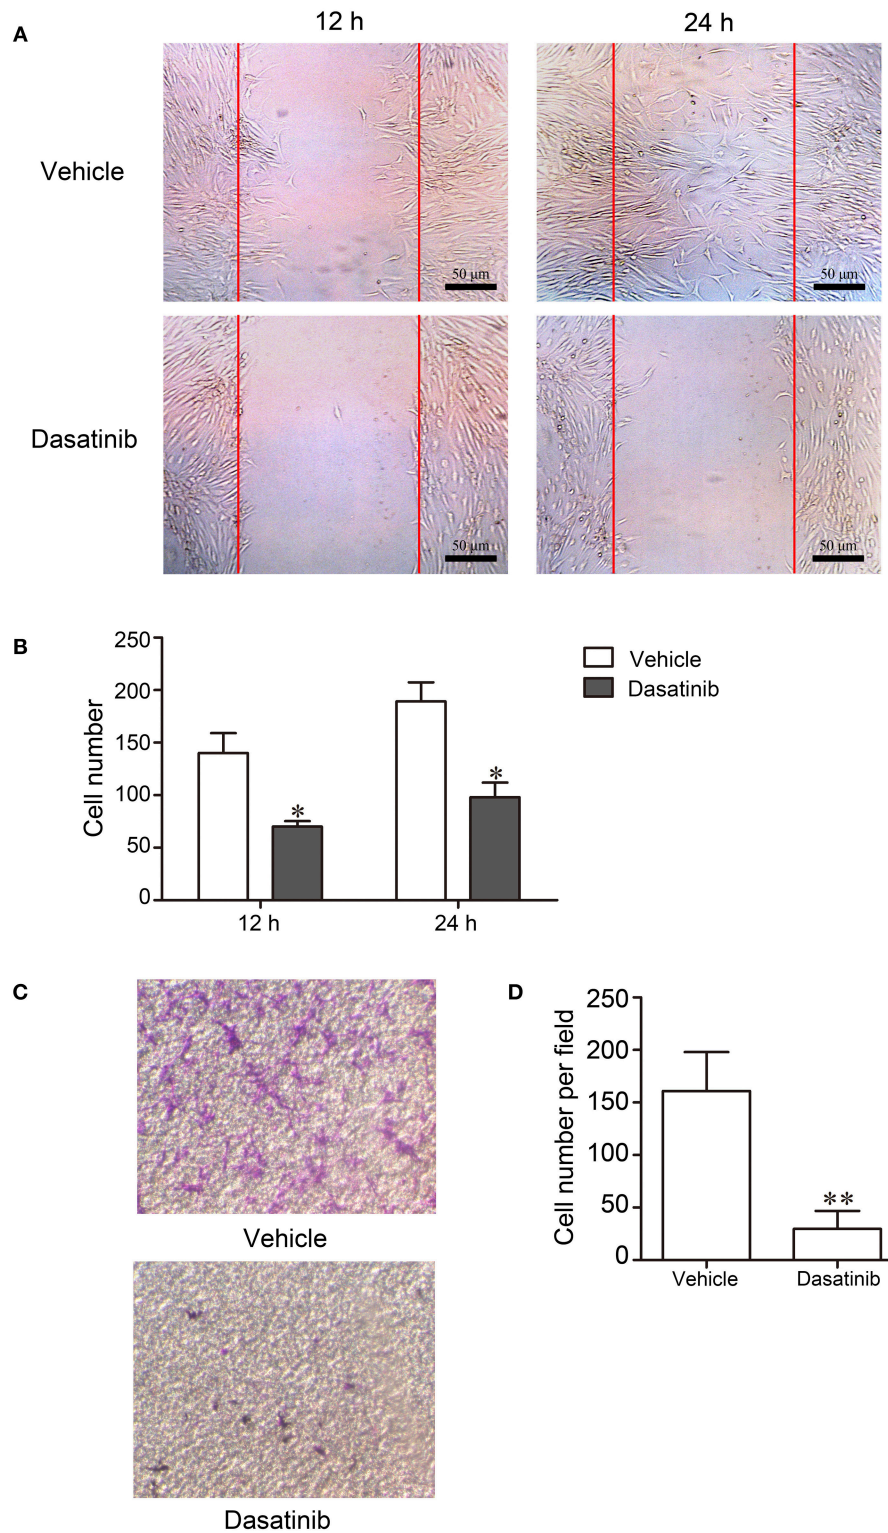 A
12 h
24 h
Vehicle
50 µm
50 µm
Dasatinib
50 µm
50 µm
B
Cell number
250
200
150
100
50
0
*
*
12 h
24 h
Vehicle
Dasatinib
C
Vehicle
Dasatinib
D
Cell number per field
250
200
150
100
50
0
**
Vehicle
Dasatinib